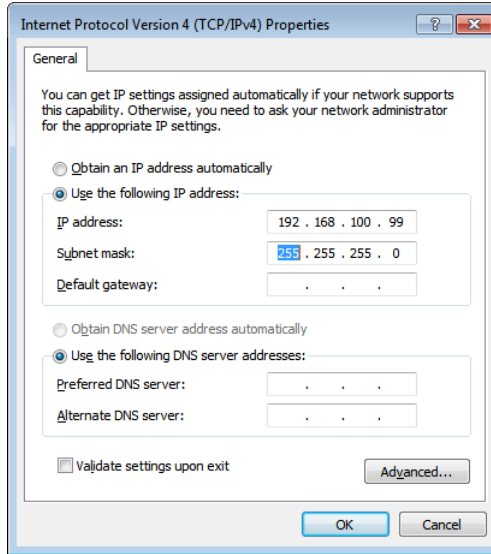 Internet Protocol Version 4 (TCP/IPv4) Properties
General
You can get IP settings assigned automatically if your network supports
this capability. Otherwise, you need to ask your network administrator
for the appropriate IP settings.
Obtain an IP address automatically
Use the following IP address:
IP address: 192 . 168 . 100 . 99
Subnet mask: 255 . 255 . 255 . 0
Default gateway: . . .
Obtain DNS server address automatically
Use the following DNS server addresses:
Preferred DNS server: . . .
Alternate DNS server: . . .
Validate settings upon exit
Advanced...
OK Cancel